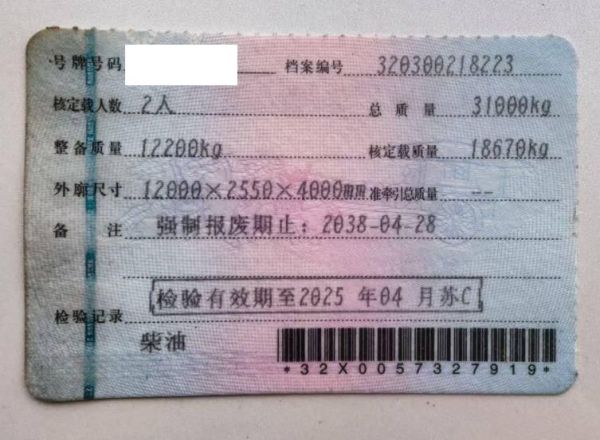 号牌号码 档案编号 320300218223
核定载人数 2人 总质量 31000kg
整备质量 12200kg 核定载质量 18670kg
外廓尺寸 12000×2550×4000mm 准牵引总质量 --
备注 强制报废期止：2038-04-28
检验有效期至2025 年04 月苏C
检验记录
柴油
*32X0057327919*